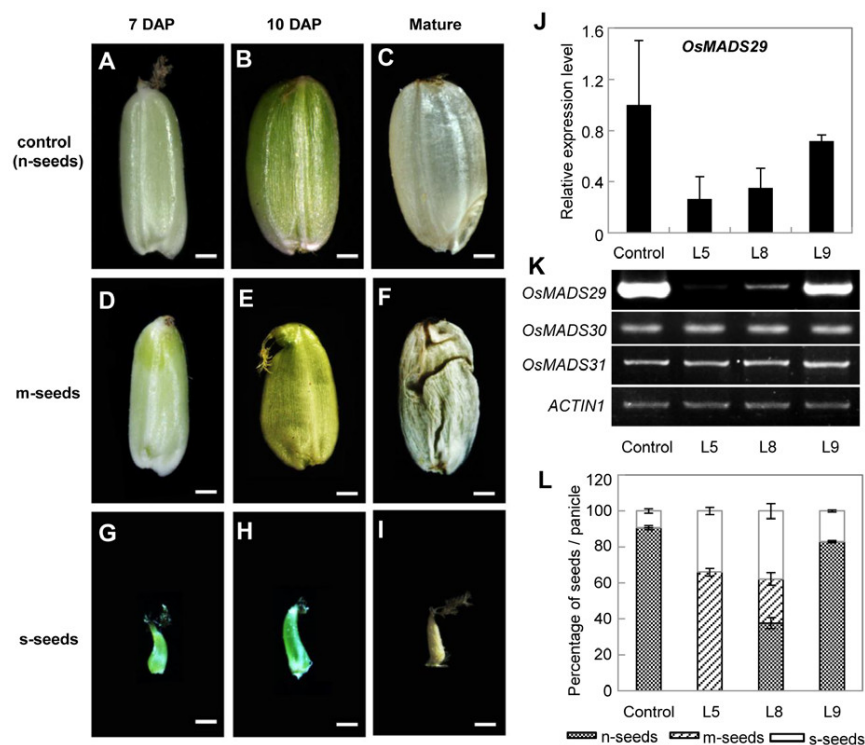 7 DAP 10 DAP Mature
A B C
control
(n-seeds)
D E F
m-seeds
G H I
s-seeds
J
OsMADS29
Relative expression level
1.6
1.2
0.8
0.4
0
Control L5 L8 L9
K
OsMADS29
OsMADS30
OsMADS31
ACTIN1
Control L5 L8 L9
L
Percentage of seeds / panicle
120
100
80
60
40
20
0
Control L5 L8 L9
n-seeds m-seeds s-seeds